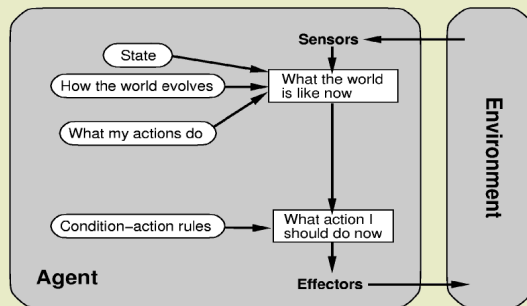 Sensors
State
How the world evolves
What my actions do
What the world
is like now
Condition−action rules
What action I
should do now
Agent
Effectors
Environment